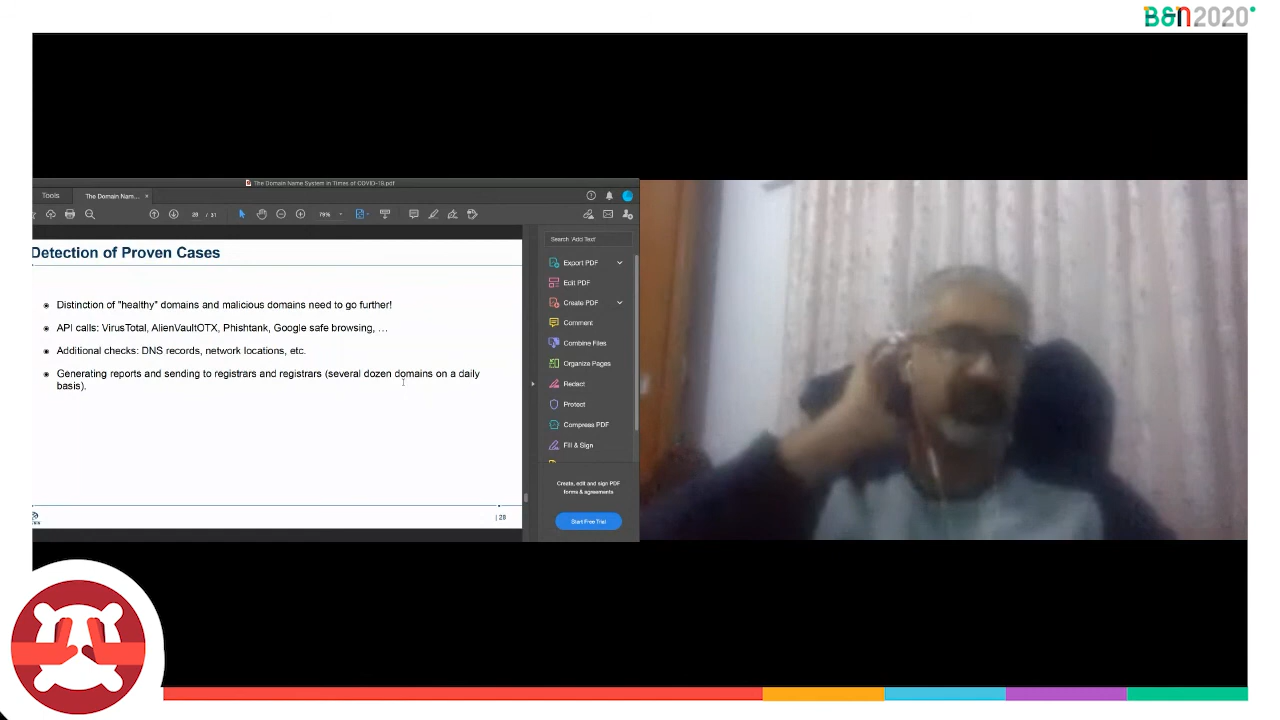 B&n2020
The Domain Name System in Times of COVID-19.pdf
Tools
The Domain Nam... ×
28 / 31
79%
Detection of Proven Cases
Distinction of "healthy" domains and malicious domains need to go further!
API calls: VirusTotal, AlienVaultOTX, Phishtank, Google safe browsing, …
Additional checks: DNS records, network locations, etc.
Generating reports and sending to registrars and registrars (several dozen domains on a daily
basis).
| 28
Search 'Add Text'
Export PDF
Edit PDF
Create PDF
Comment
Combine Files
Organize Pages
Redact
Protect
Compress PDF
Fill & Sign
Create, edit and sign PDF
forms & agreements
Start Free Trial